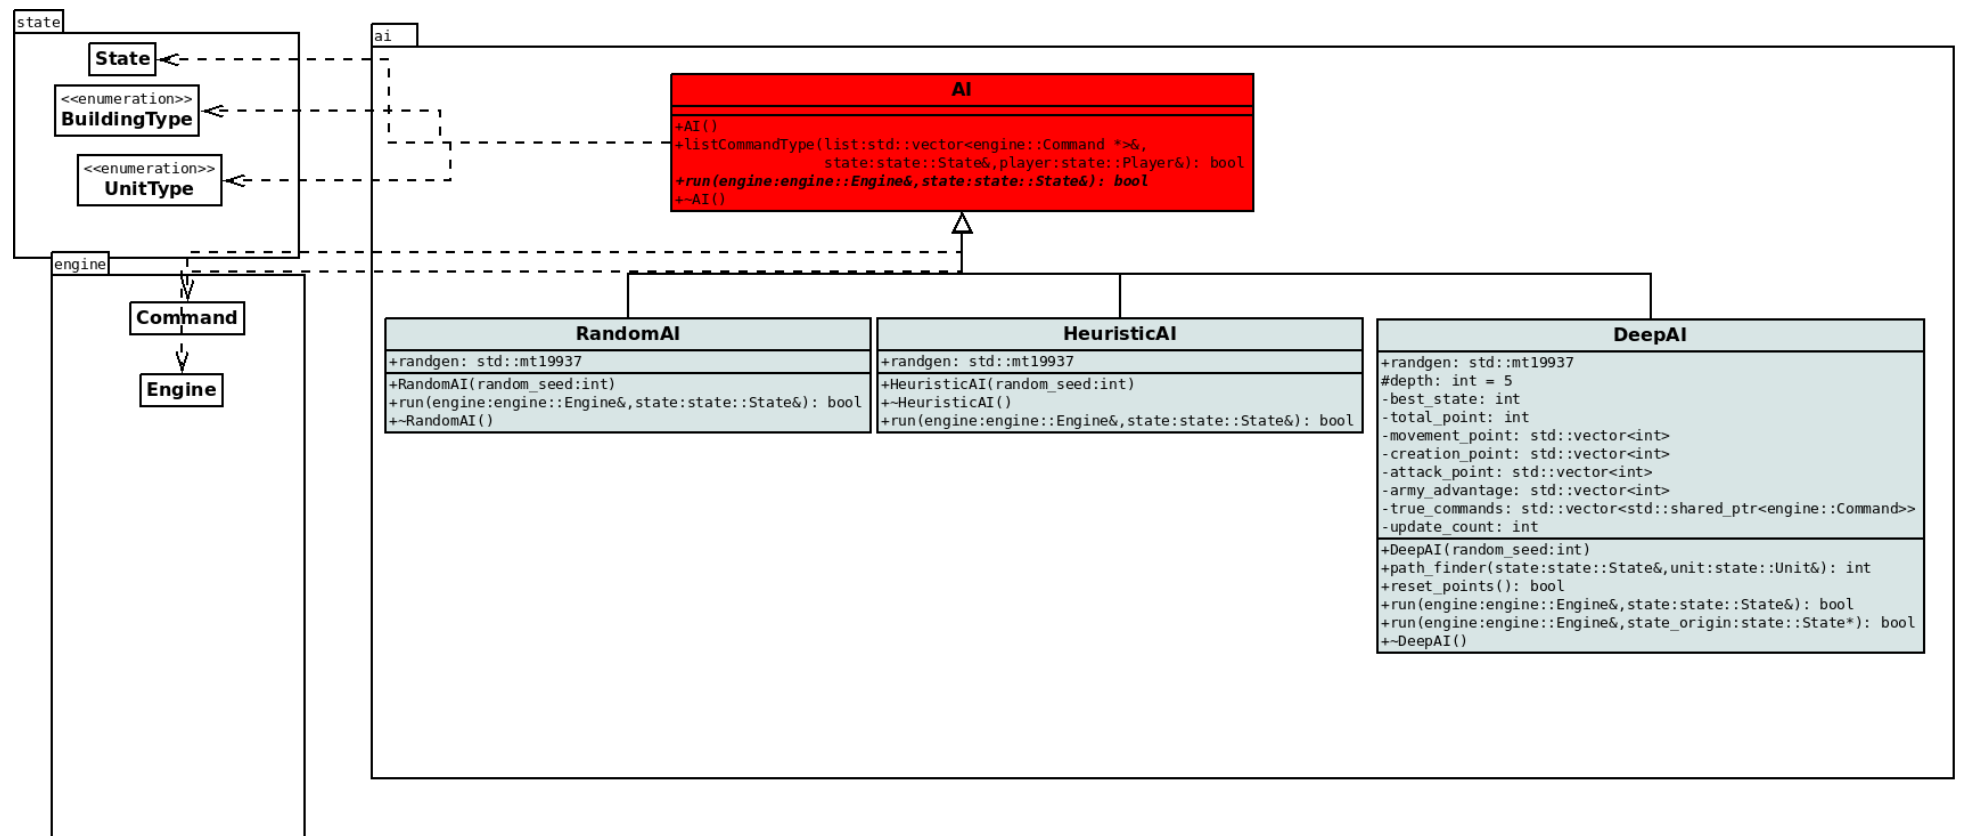 state
State
<<enumeration>>
BuildingType
<<enumeration>>
UnitType
engine
Command
Engine
ai
AI
+AI()
+listCommandType(list:std::vector<engine::Command *>&,
state:state::State&,player:state::Player&): bool
+run(engine:engine::Engine&,state:state::State&): bool
+~AI()
RandomAI
+randgen: std::mt19937
+RandomAI(random_seed:int)
+run(engine:engine::Engine&,state:state::State&): bool
+~RandomAI()
HeuristicAI
+randgen: std::mt19937
+HeuristicAI(random_seed:int)
+~HeuristicAI()
+run(engine:engine::Engine&,state:state::State&): bool
DeepAI
+randgen: std::mt19937
#depth: int = 5
-best_state: int
-total_point: int
-movement_point: std::vector<int>
-creation_point: std::vector<int>
-attack_point: std::vector<int>
-army_advantage: std::vector<int>
-true_commands: std::vector<std::shared_ptr<engine::Command>>
-update_count: int
+DeepAI(random_seed:int)
+path_finder(state:state::State&,unit:state::Unit&): int
+reset_points(): bool
+run(engine:engine::Engine&,state:state::State&): bool
+run(engine:engine::Engine&,state_origin:state::State*): bool
+~DeepAI()